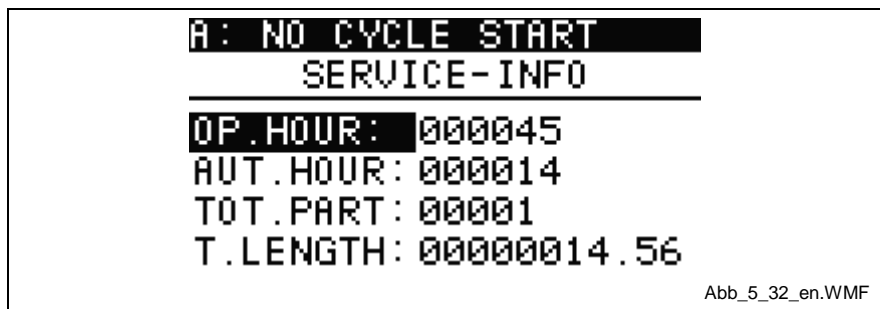 A: NO CYCLE START
SERVICE-INFO
OP.HOUR: 000045
AUT.HOUR: 000014
TOT.PART: 00001
T.LENGTH: 00000014.56
Abb_5_32_en.WMF